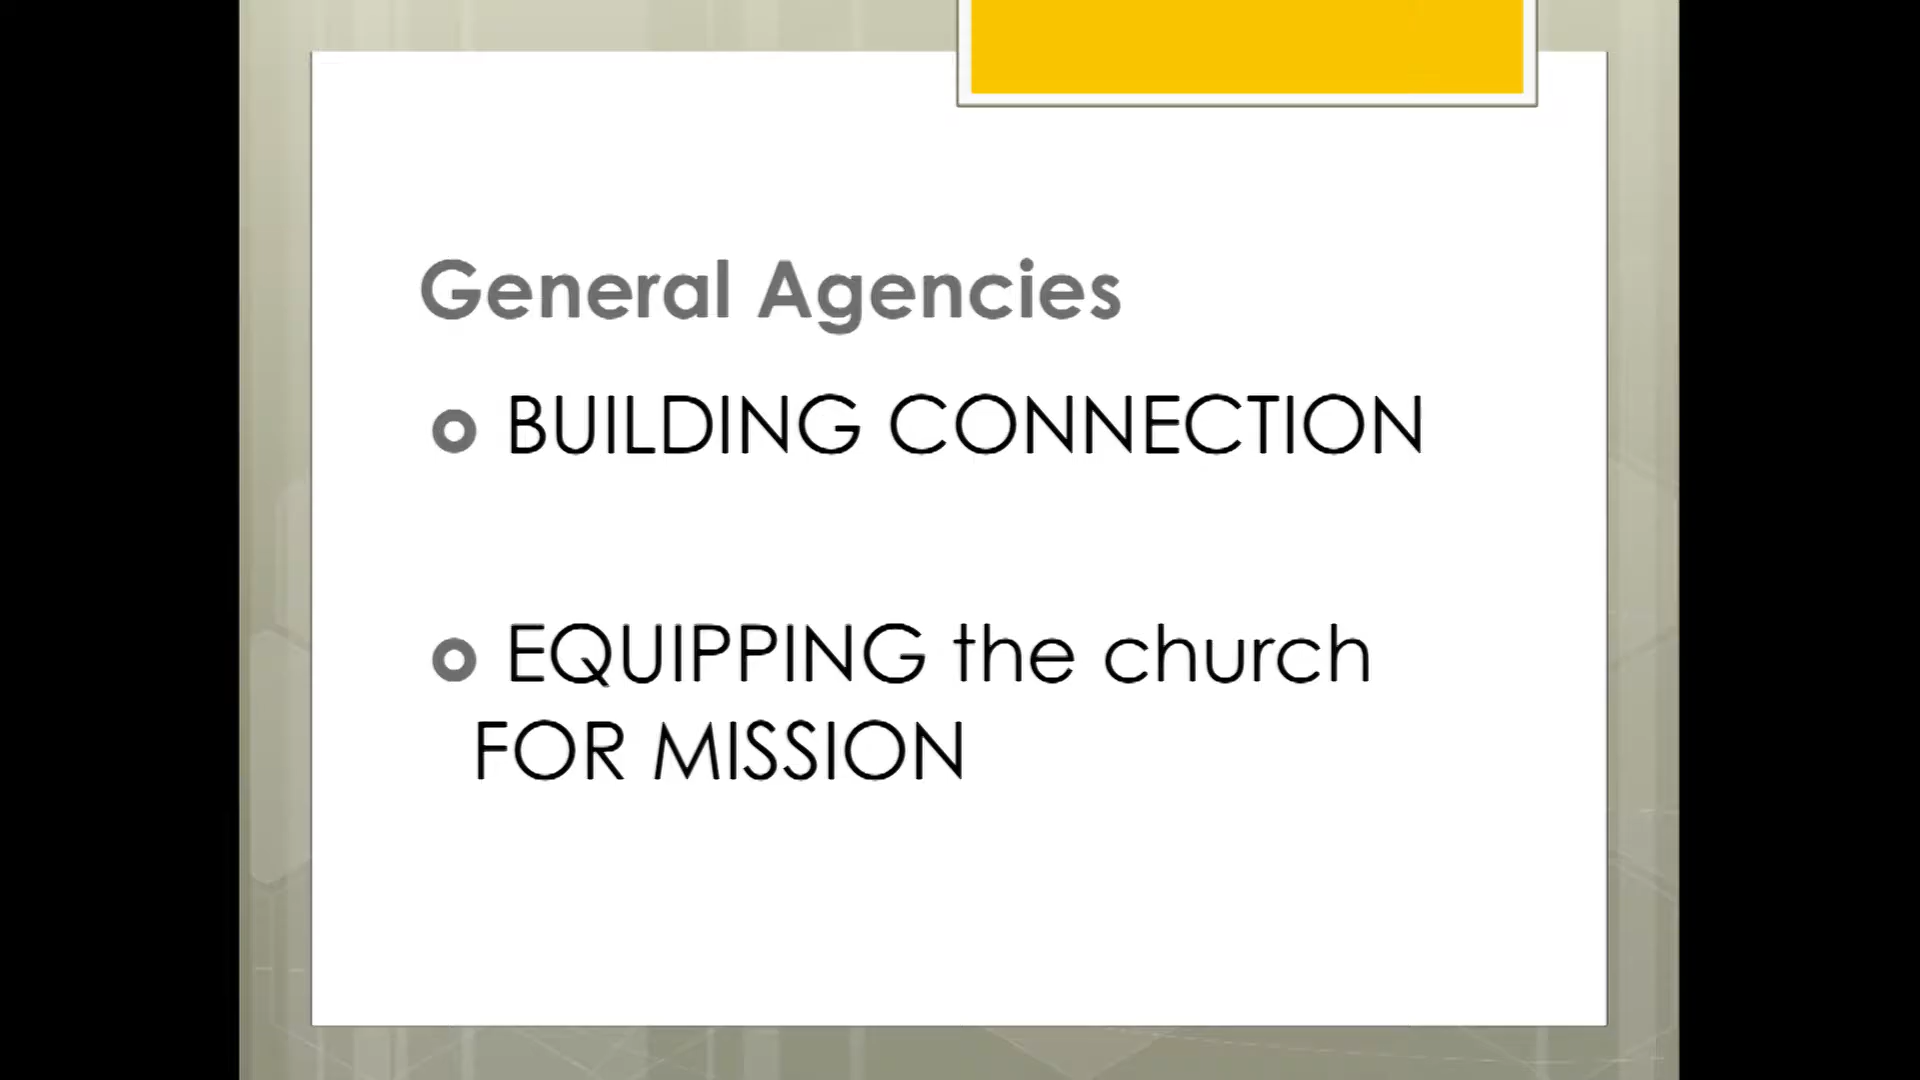 General Agencies
BUILDING CONNECTION
EQUIPPING the church
FOR MISSION